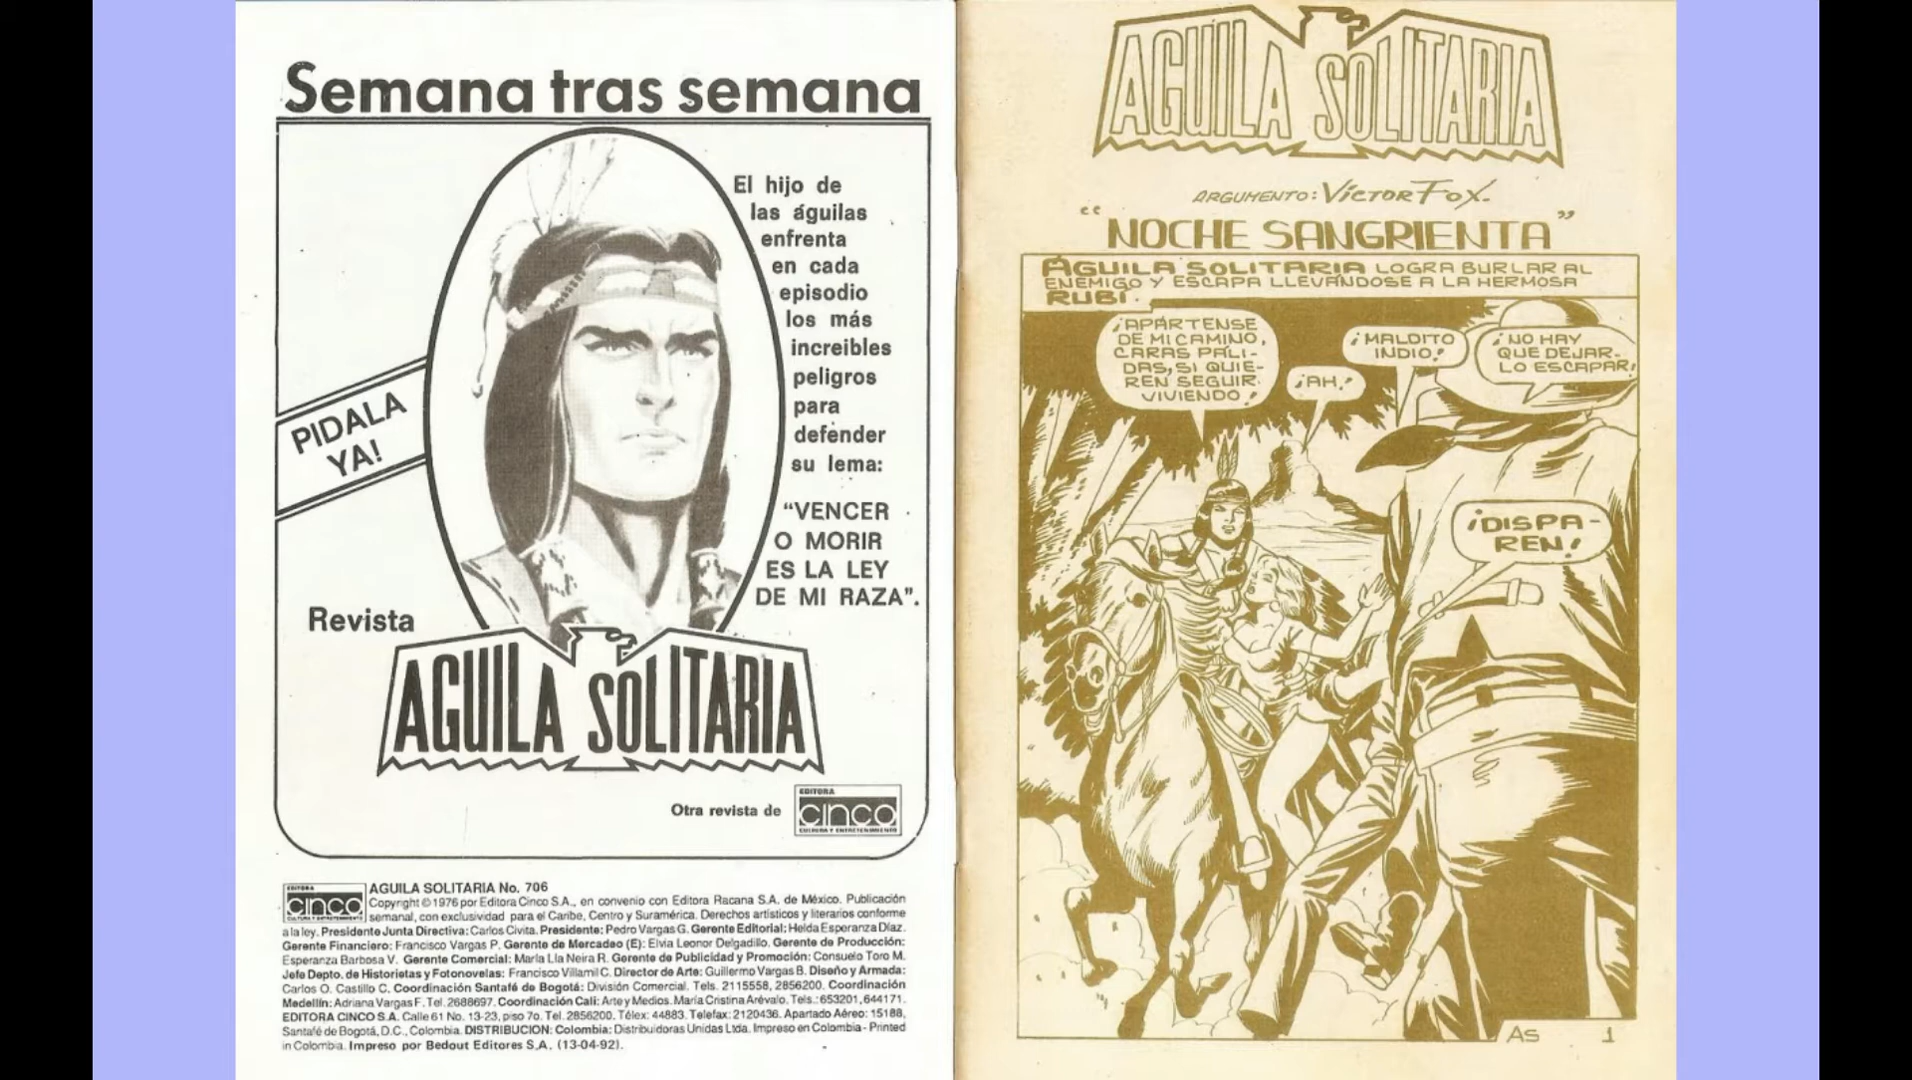 Semana tras semana
El hijo de
las águilas
enfrenta
en cada
episodio
los más
increibles
peligros
para
defender
su lema:
“VENCER
O MORIR
ES LA LEY
DE MI RAZA”.
PIDALA
YA!
Revista
AGUILA SOLITARIA
Otra revista de
EDITORA
CINCO
CULTURA Y ENTRETENIMIENTO
EDITORA
CINCO
CULTURA Y ENTRETENIMIENTO
AGUILA SOLITARIA No. 706
Copyright © 1976 por Editora Cinco S.A., en convenio con Editora Racana S.A. de México. Publicación
semanal, con exclusividad para el Caribe, Centro y Suramérica. Derechos artísticos y literarios conforme
a la ley. Presidente Junta Directiva: Carlos Civita. Presidente: Pedro Vargas G. Gerente Editorial: Helda Esperanza Díaz.
Gerente Financiero: Francisco Vargas P. Gerente de Mercadeo (E): Elvia Leonor Delgadillo. Gerente de Producción:
Esperanza Barbosa V. Gerente Comercial: María Lía Neira R. Gerente de Publicidad y Promoción: Consuelo Toro M.
Jefe Depto. de Historietas y Fotonovelas: Francisco Villamil C. Director de Arte: Guillermo Vargas B. Diseño y Armada:
Carlos O. Castillo C. Coordinación Santafé de Bogotá: División Comercial. Tels. 2115558, 2856200. Coordinación
Medellín: Adriana Vargas F. Tel. 2688697. Coordinación Cali: Arte y Medios. María Cristina Arévalo. Tels.: 653201, 644171.
EDITORA CINCO S.A. Calle 61 No. 13-23, piso 7o. Tel. 2856200. Télex: 44883. Telefax: 2120436. Apartado Aéreo: 15188,
Santafé de Bogotá, D.C., Colombia. DISTRIBUCION: Colombia: Distribuidoras Unidas Ltda. Impreso en Colombia - Printed
in Colombia. Impreso por Bedout Editores S.A. (13-04-92).
AGUILA SOLITARIA
ARGUMENTO: VÍCTOR FOX.
“NOCHE SANGRIENTA”
ÁGUILA SOLITARIA LOGRA BURLAR AL
ENEMIGO Y ESCAPA LLEVÁNDOSE A LA HERMOSA
RUBÍ.
¡APÁRTENSE
DE MI CAMINO,
CARAS PÁLI-
DAS, SI QUIE-
REN SEGUIR
VIVIENDO!
¡AH!
¡MALDITO
INDIO!
¡NO HAY
QUE DEJAR-
LO ESCAPAR!
¡DISPA-
REN!
AS 1